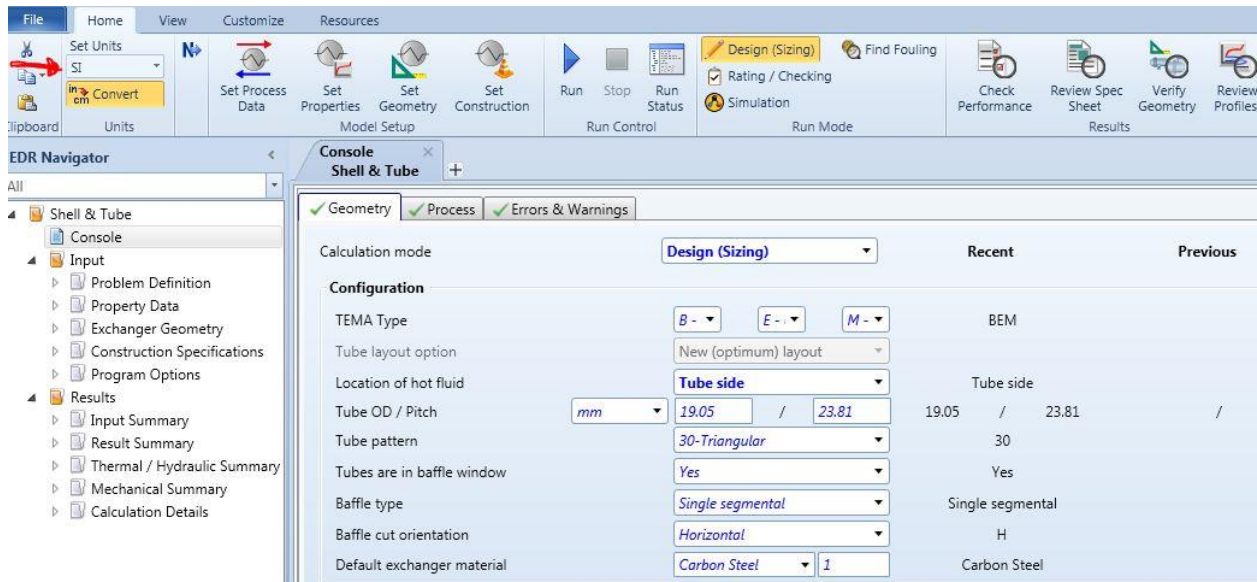 File Home View Customize Resources
Set Units
SI
in cm Convert
Units
Set Process Data
Set Properties
Set Geometry
Set Construction
Model Setup
Run
Stop
Run Status
Run Control
Design (Sizing)
Rating / Checking
Simulation
Find Fouling
Run Mode
Check Performance
Review Spec Sheet
Verify Geometry
Review Profiles
Results
lipboard
EDR Navigator
All
Shell & Tube
Console
Input
Problem Definition
Property Data
Exchanger Geometry
Construction Specifications
Program Options
Results
Input Summary
Result Summary
Thermal / Hydraulic Summary
Mechanical Summary
Calculation Details
Console
Shell & Tube
+
Geometry Process Errors & Warnings
Calculation mode Design (Sizing) Recent Previous
Configuration
TEMA Type B - E - M - BEM
Tube layout option New (optimum) layout
Location of hot fluid Tube side Tube side
Tube OD / Pitch mm 19.05 / 23.81 19.05 / 23.81 /
Tube pattern 30-Triangular 30
Tubes are in baffle window Yes Yes
Baffle type Single segmental Single segmental
Baffle cut orientation Horizontal H
Default exchanger material Carbon Steel 1 Carbon Steel